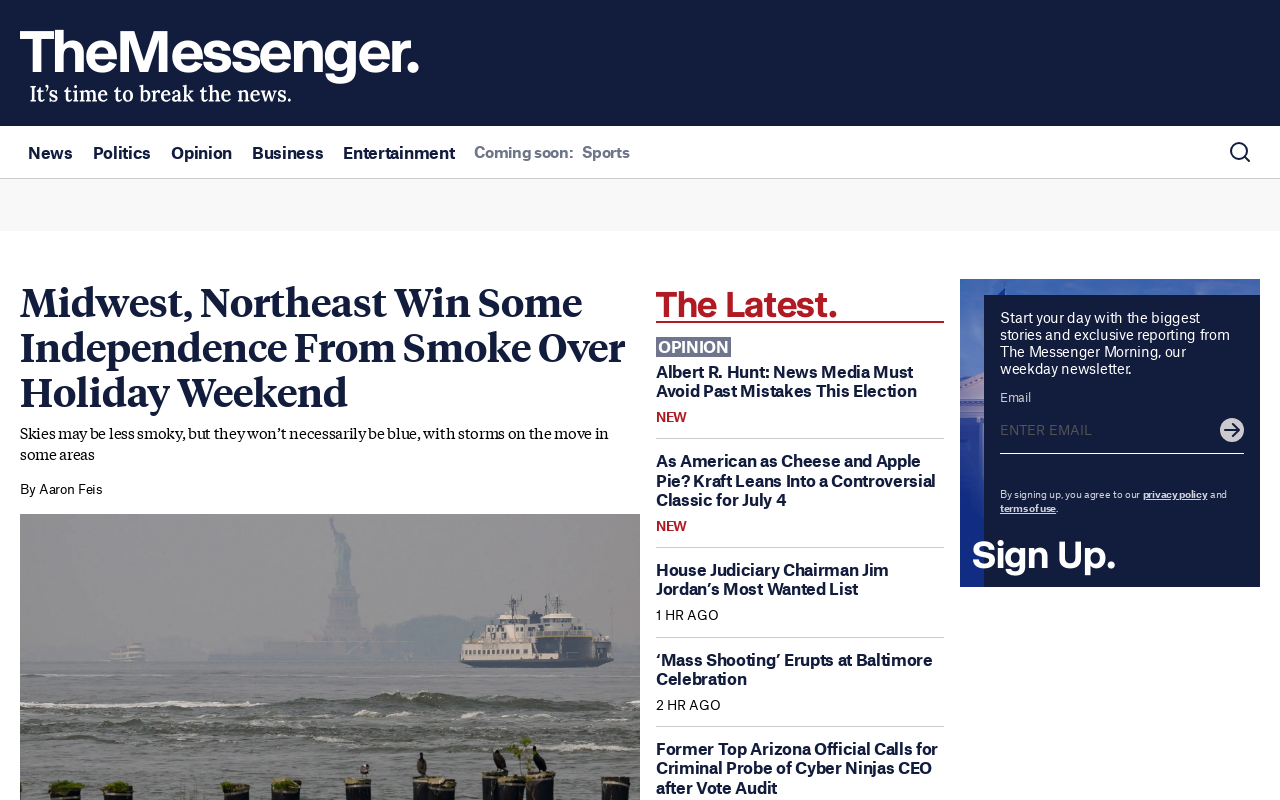 TheMessenger.
It's time to break the news.
News Politics Opinion Business Entertainment Coming soon: Sports
Midwest, Northeast Win Some
Independence From Smoke Over
Holiday Weekend
Skies may be less smoky, but they won't necessarily be blue, with storms on the move in
some areas
By Aaron Feis
The Latest.
OPINION
Albert R. Hunt: News Media Must
Avoid Past Mistakes This Election
NEW
As American as Cheese and Apple
Pie? Kraft Leans Into a Controversial
Classic for July 4
NEW
House Judiciary Chairman Jim
Jordan's Most Wanted List
1 HR AGO
‘Mass Shooting’ Erupts at Baltimore
Celebration
2 HR AGO
Former Top Arizona Official Calls for
Criminal Probe of Cyber Ninjas CEO
after Vote Audit
Start your day with the biggest
stories and exclusive reporting from
The Messenger Morning, our
weekday newsletter.
Email
ENTER EMAIL
By signing up, you agree to our privacy policy and
terms of use.
Sign Up.